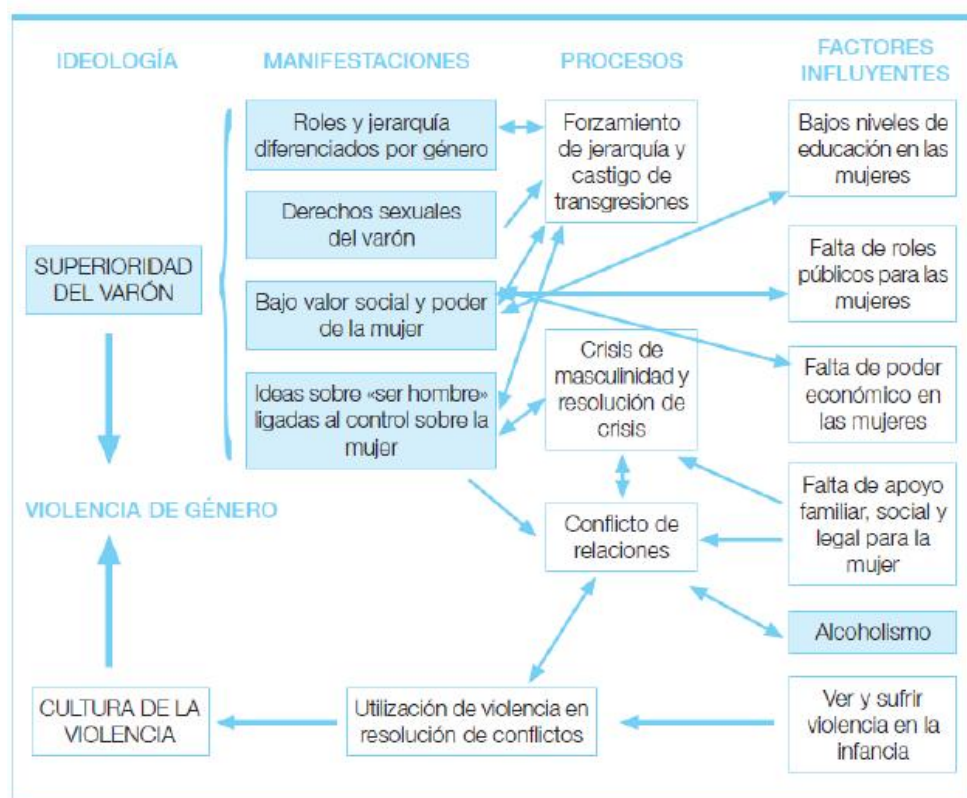 IDEOLOGÍA
MANIFESTACIONES
PROCESOS
FACTORES
INFLUYENTES
SUPERIORIDAD
DEL VARÓN
VIOLENCIA DE GÉNERO
CULTURA DE LA
VIOLENCIA
Roles y jerarquía
diferenciados por género
Derechos sexuales
del varón
Bajo valor social y poder
de la mujer
Ideas sobre «ser hombre»
ligadas al control sobre la
mujer
Utilización de violencia en
resolución de conflictos
Forzamiento
de jerarquía y
castigo de
transgresiones
Crisis de
masculinidad y
resolución de
crisis
Conflicto de
relaciones
Bajos niveles de
educación en las
mujeres
Falta de roles
públicos para las
mujeres
Falta de poder
económico en
las mujeres
Falta de apoyo
familiar, social y
legal para la
mujer
Alcoholismo
Ver y sufrir
violencia en la
infancia